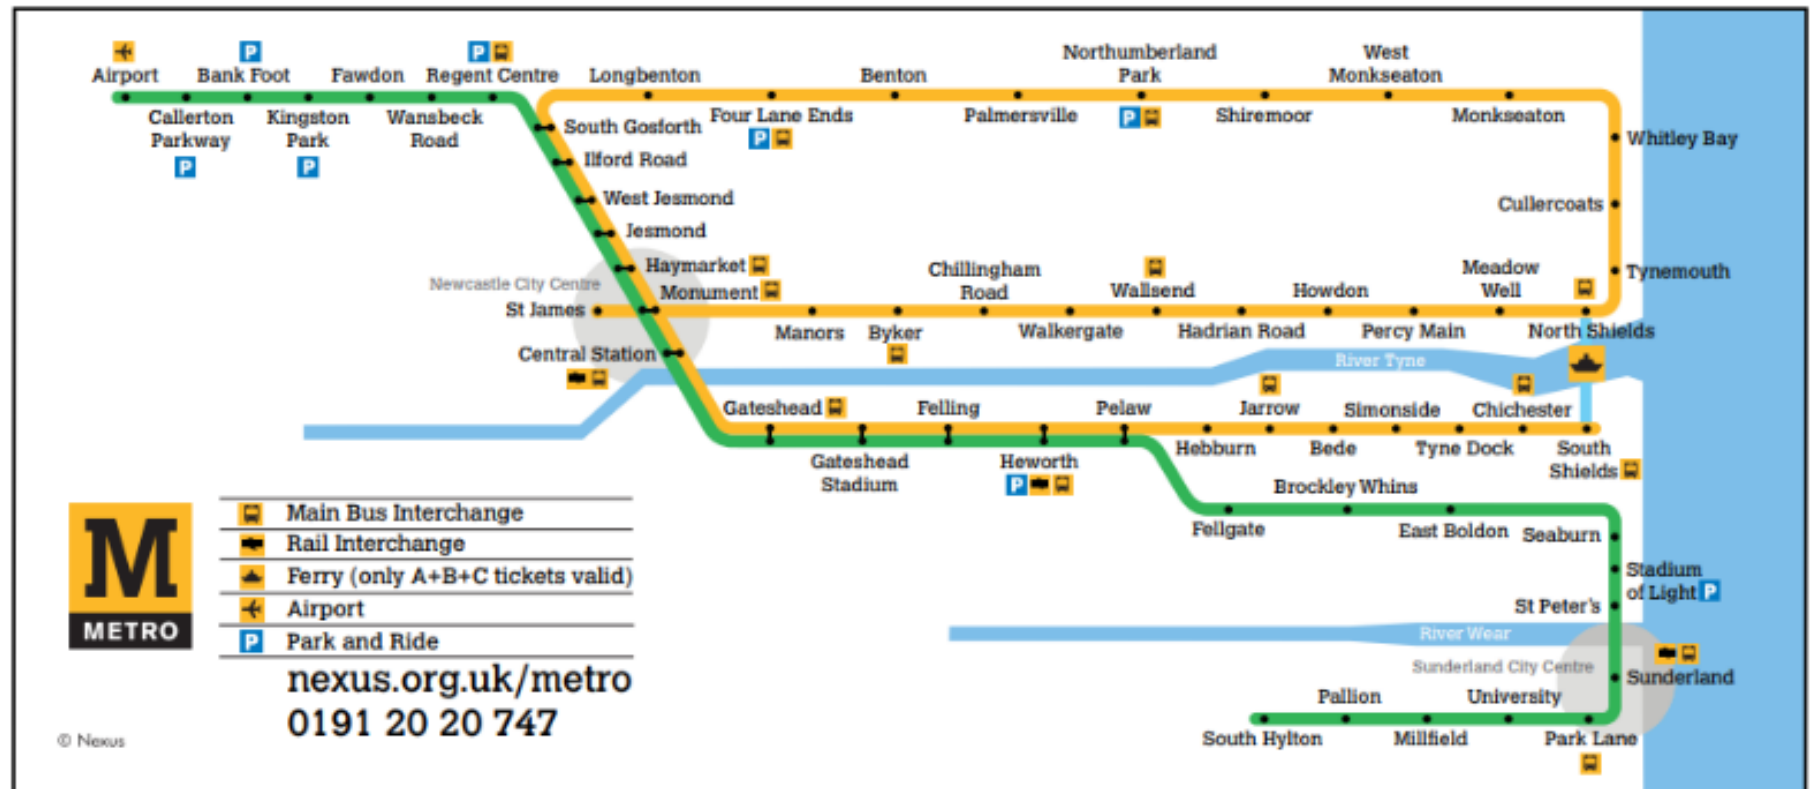 Airport
Bank Foot
Fawdon
Regent Centre
Callerton
Parkway
Kingston
Park
Wansbeck
Road
Longbenton
Four Lane Ends
Benton
Palmersville
Northumberland
Park
Shiremoor
West
Monkseaton
Monkseaton
Whitley Bay
Cullercoats
Tynemouth
South Gosforth
Ilford Road
West Jesmond
Jesmond
Haymarket
Newcastle City Centre
Monument
St James
Central Station
Manors
Byker
Chillingham
Road
Walkergate
Wallsend
Hadrian Road
Howdon
Percy Main
Meadow
Well
North Shields
River Tyne
Gateshead
Gateshead
Stadium
Felling
Heworth
Pelaw
Hebburn
Jarrow
Bede
Simonside
Tyne Dock
Chichester
South
Shields
Fellgate
Brockley Whins
East Boldon
Seaburn
Stadium
of Light
St Peter's
River Wear
Sunderland City Centre
Sunderland
Park Lane
University
Millfield
Pallion
South Hylton
M
METRO
Main Bus Interchange
Rail Interchange
Ferry (only A+B+C tickets valid)
Airport
P Park and Ride
nexus.org.uk/metro
0191 20 20 747
© Nexus